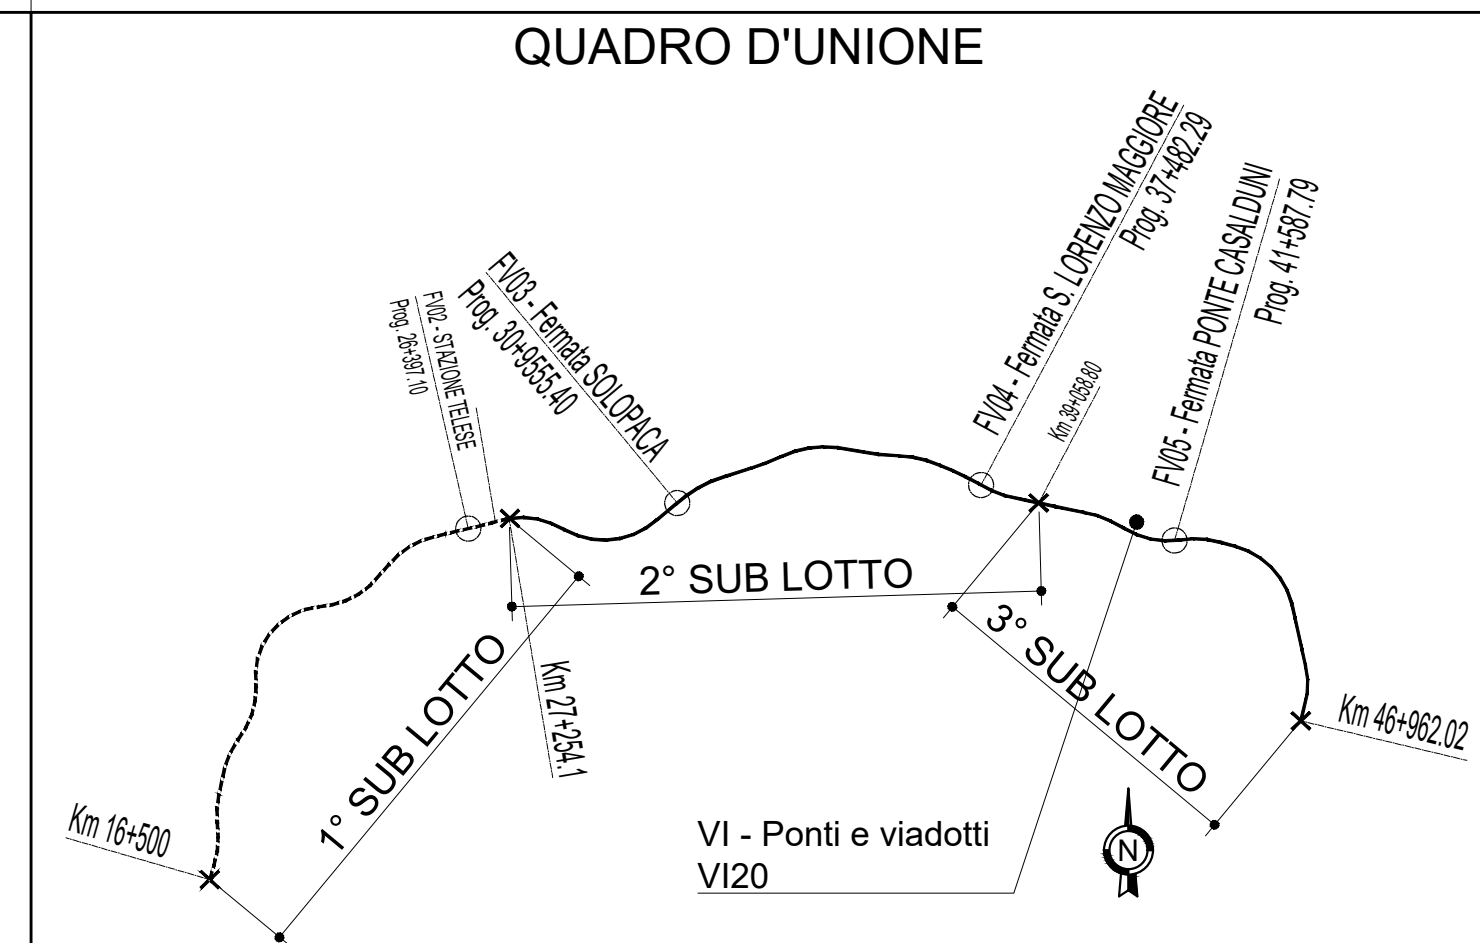 QUADRO D'UNIONE
FV02 - STAZIONE TELESE
Prog. 26+397.10
FV03 - Fermata SOLOPACA
Prog. 30+9555.40
FV04 - Fermata S. LORENZO MAGGIORE
Prog. 37+482.29
Km 39+058.80
FV05 - Fermata PONTE CASALDUNI
Prog. 41+587.79
2° SUB LOTTO
1° SUB LOTTO
Km 27+254.1
3° SUB LOTTO
Km 46+962.02
Km 16+500
VI - Ponti e viadotti
VI20
N